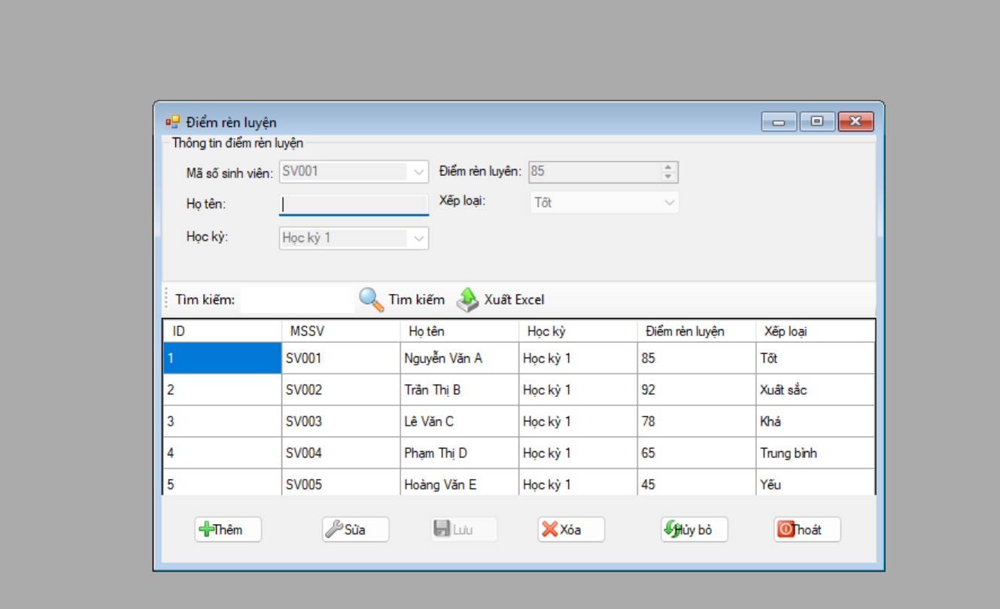 Điểm rèn luyện
Thông tin điểm rèn luyện
Mã số sinh viên: SV001 Điểm rèn luyên: 85
Họ tên: Xếp loại: Tốt
Học kỳ: Học kỳ 1
Tìm kiếm: Tìm kiếm Xuất Excel
ID MSSV Họ tên Học kỳ Điểm rèn luyện Xếp loại
1 SV001 Nguyễn Văn A Học kỳ 1 85 Tốt
2 SV002 Trần Thị B Học kỳ 1 92 Xuất sắc
3 SV003 Lê Văn C Học kỳ 1 78 Khá
4 SV004 Phạm Thị D Học kỳ 1 65 Trung bình
5 SV005 Hoàng Văn E Học kỳ 1 45 Yếu
Thêm Sửa Lưu Xóa Hủy bỏ Thoát